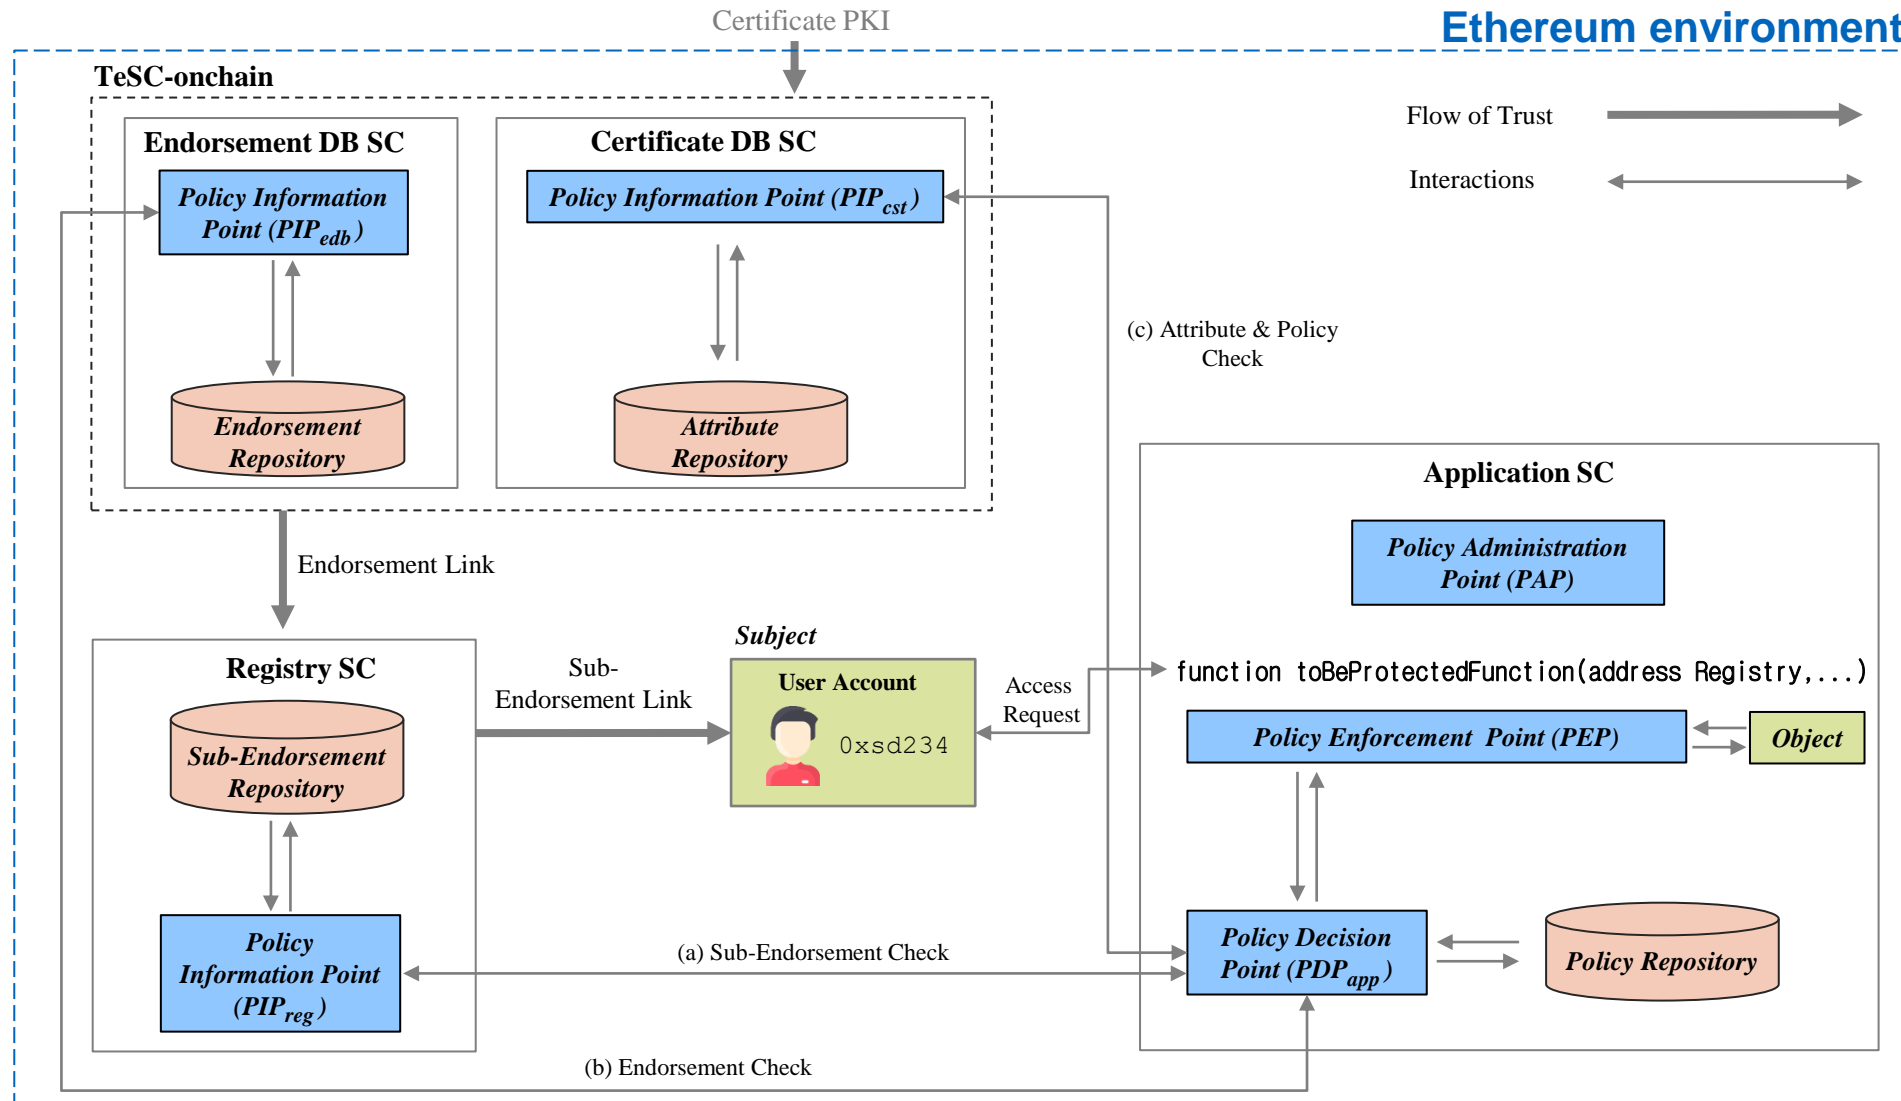 Certificate PKI
Ethereum environment
TeSC-onchain
Endorsement DB SC
Policy Information
Point (PIPedb)
Endorsement
Repository
Certificate DB SC
Policy Information Point (PIPcst)
Attribute
Repository
Flow of Trust
Interactions
(c) Attribute & Policy
Check
Endorsement Link
Registry SC
Sub-Endorsement
Repository
Policy
Information Point
(PIPreg)
Sub-
Endorsement Link
Subject
User Account
0xsd234
Access
Request
Application SC
Policy Administration
Point (PAP)
function toBeProtectedFunction(address Registry,...)
Policy Enforcement Point (PEP)
Object
Policy Decision
Point (PDPapp)
Policy Repository
(a) Sub-Endorsement Check
(b) Endorsement Check